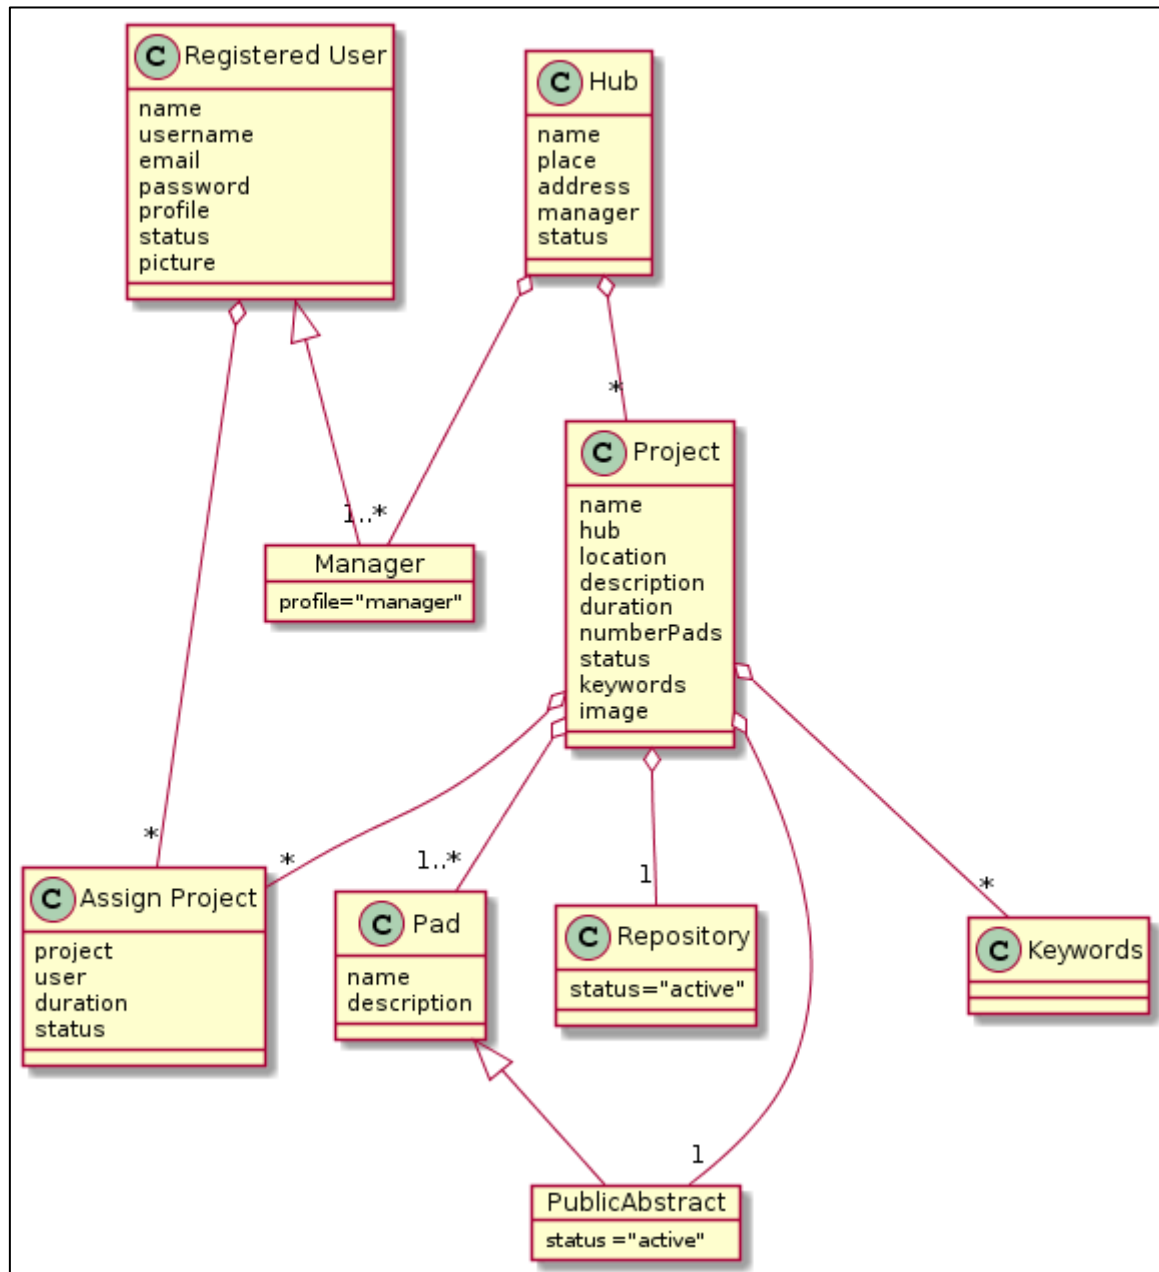 C Registered User
name
username
email
password
profile
status
picture
C Hub
name
place
address
manager
status
*
1..*
C Project
name
hub
location
description
duration
numberPads
status
keywords
image
Manager
profile="manager"
*
*
1..*
1
*
C Assign Project
project
user
duration
status
C Pad
name
description
C Repository
status="active"
C Keywords
1
PublicAbstract
status ="active"